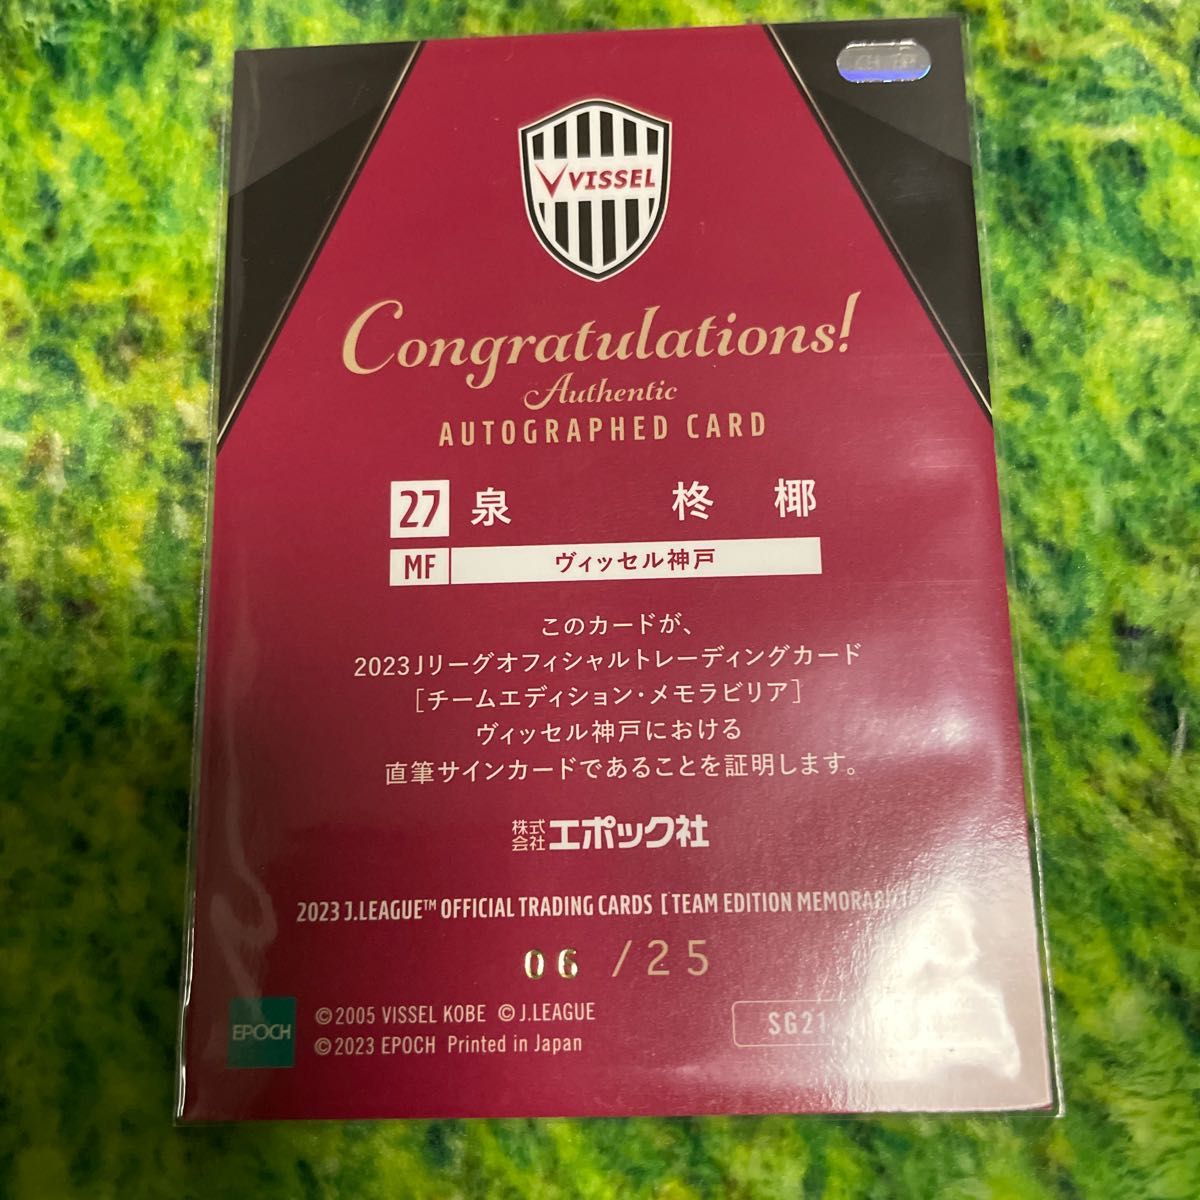 VISSEL
Congratulations!
Authentic
AUTOGRAPHED CARD
27 泉 柊椰
MF ヴィッセル神戸
このカードが、
2023 Jリーグオフィシャルトレーディングカード
[チームエディション・メモラビリア]
ヴィッセル神戸における
直筆サインカードであることを証明します。
株式会社エポック社
2023 J.LEAGUE™ OFFICIAL TRADING CARDS [TEAM EDITION
06 /25
EPOCH
©2005 VISSEL KOBE ©J.LEAGUE
©2023 EPOCH Printed in Japan
SG21